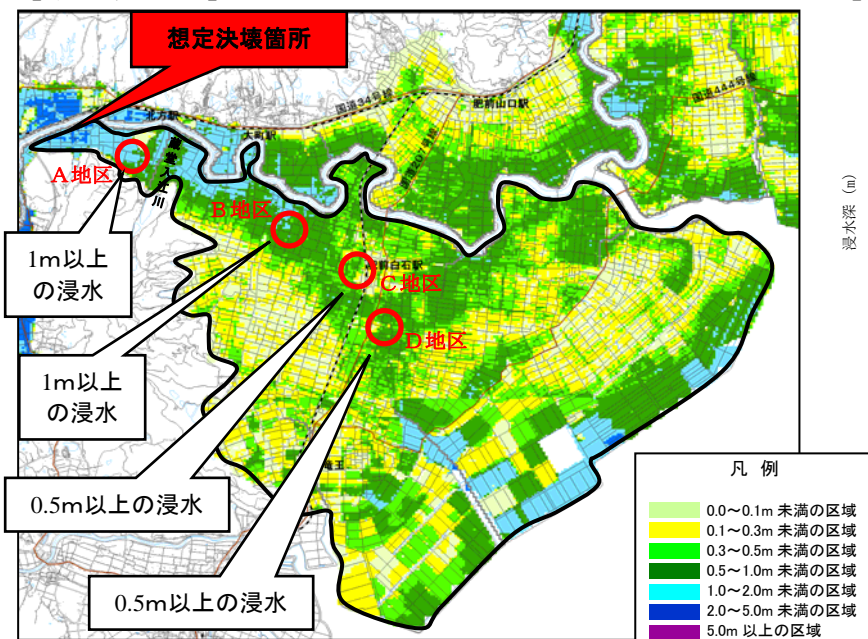 想定決壊箇所
国道34号線
国道444号線
肥前山口駅
北方駅
大町駅
国道207号線
A地区
入江川
B地区
浸水深 (m)
1m以上
の浸水
肥前白石駅
C地区
D地区
1m以上
の浸水
竜王
凡 例
0.5m以上の浸水
0.0～0.1m 未満の区域
0.1～0.3m 未満の区域
0.3～0.5m 未満の区域
0.5～1.0m 未満の区域
1.0～2.0m 未満の区域
2.0～5.0m 未満の区域
5.0m 以上の区域
0.5m以上の浸水